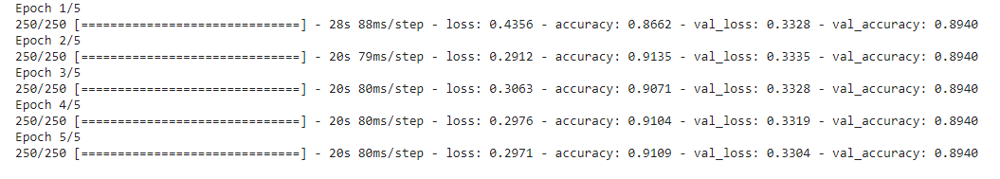 Epoch 1/5
250/250 [==============================] - 28s 88ms/step - loss: 0.4356 - accuracy: 0.8662 - val_loss: 0.3328 - val_accuracy: 0.8940
Epoch 2/5
250/250 [==============================] - 20s 79ms/step - loss: 0.2912 - accuracy: 0.9135 - val_loss: 0.3335 - val_accuracy: 0.8940
Epoch 3/5
250/250 [==============================] - 20s 80ms/step - loss: 0.3063 - accuracy: 0.9071 - val_loss: 0.3328 - val_accuracy: 0.8940
Epoch 4/5
250/250 [==============================] - 20s 80ms/step - loss: 0.2976 - accuracy: 0.9104 - val_loss: 0.3319 - val_accuracy: 0.8940
Epoch 5/5
250/250 [==============================] - 20s 80ms/step - loss: 0.2971 - accuracy: 0.9109 - val_loss: 0.3304 - val_accuracy: 0.8940